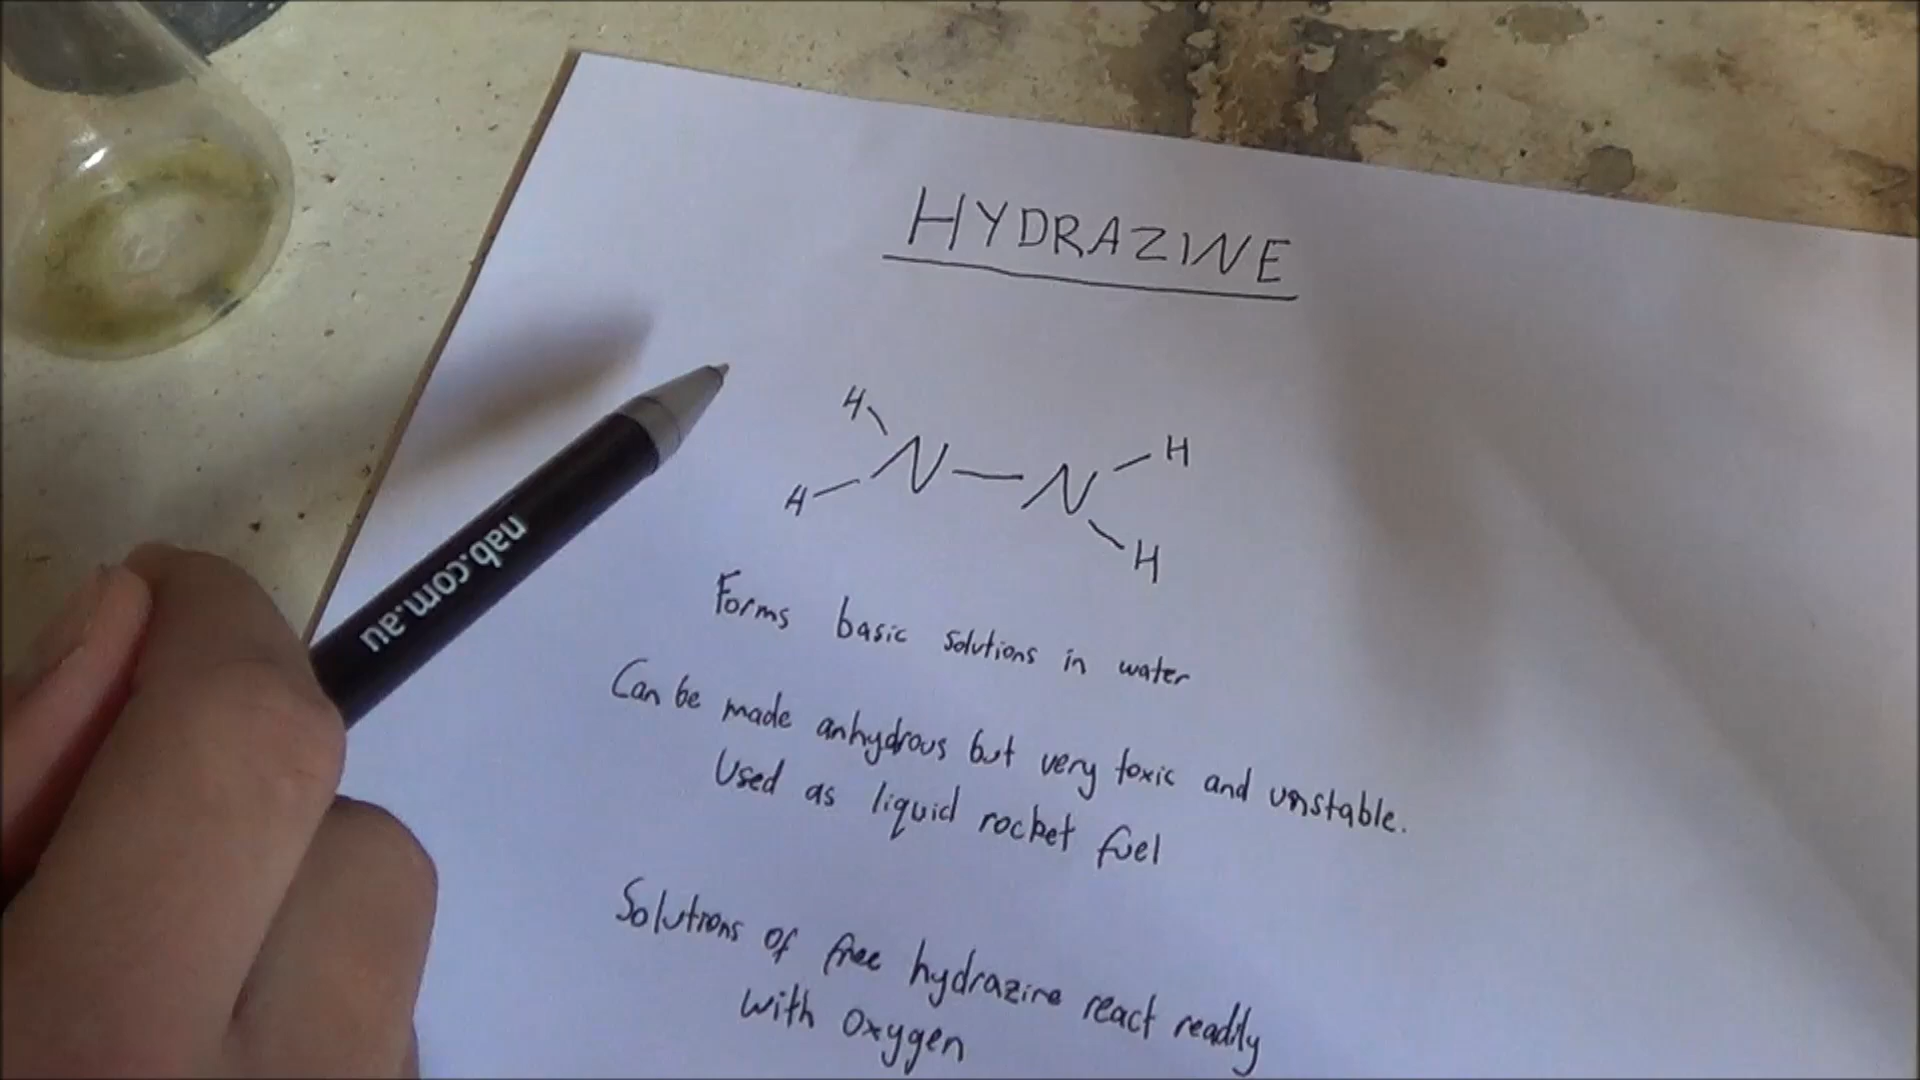 HYDRAZINE
H H
N — N
H H
Forms basic solutions in water
Can be made anhydrous but very toxic and unstable.
Used as liquid rocket fuel
Solutions of free hydrazine react readily
with oxygen
nab.com.au